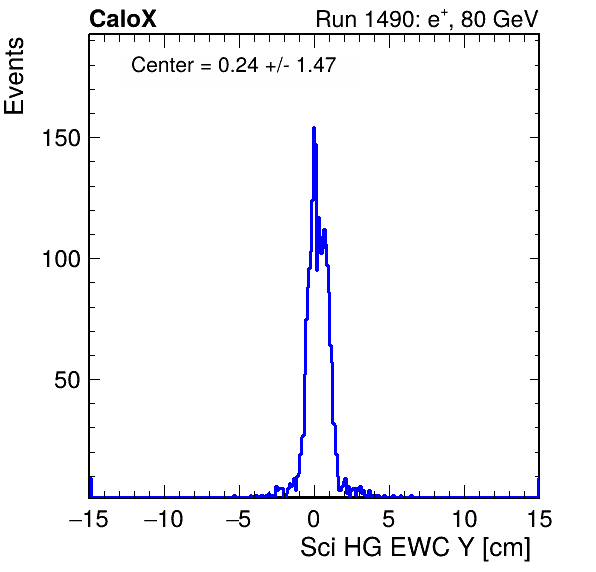 CaloX Run 1490: e⁺, 80 GeV
Events
Center = 0.24 +/- 1.47
150
100
50
−15 −10 −5 0 5 10 15
Sci HG EWC Y [cm]